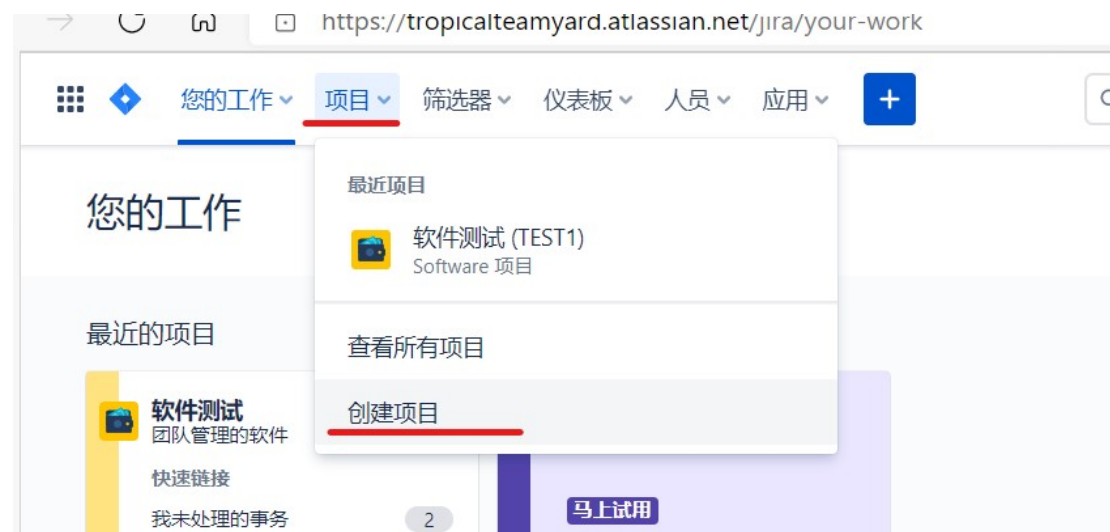 https://tropicalteamyard.atlassian.net/jira/your-work
您的工作 项目 筛选器 仪表板 人员 应用 +
最近项目
您的工作
软件测试 (TEST1)
Software 项目
最近的项目
查看所有项目
创建项目
软件测试
团队管理的软件
快速链接
我未处理的事务 2
马上试用